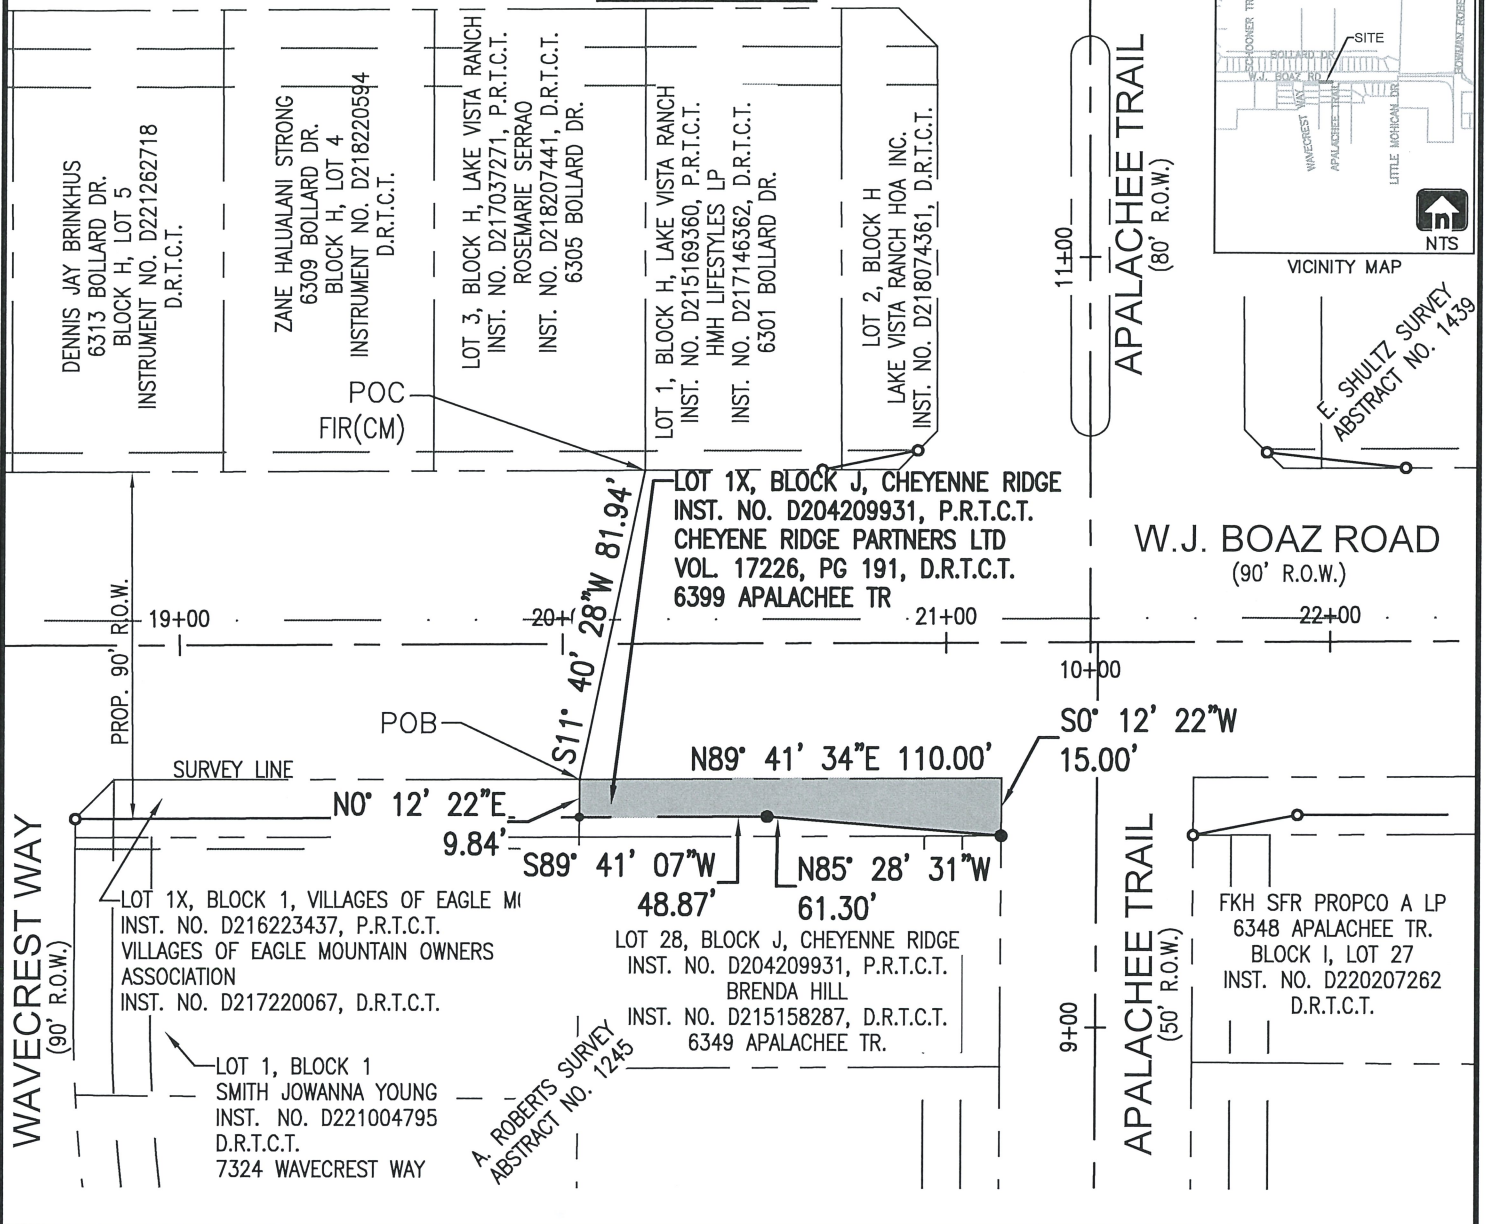 DENNIS JAY BRINKHUS
6313 BOLLARD DR.
BLOCK H, LOT 5
INSTRUMENT NO. D221262718
D.R.T.C.T.
ZANE HALUALANI STRONG
6309 BOLLARD DR.
BLOCK H, LOT 4
INSTRUMENT NO. D218220594
D.R.T.C.T.
LOT 3, BLOCK H, LAKE VISTA RANCH
INST. NO. D217037271, P.R.T.C.T.
ROSEMARIE SERRAO
INST. NO. D218207441, D.R.T.C.T.
6305 BOLLARD DR.
LOT 1, BLOCK H, LAKE VISTA RANCH
INST. NO. D215169360, P.R.T.C.T.
HMH LIFESTYLES LP
INST. NO. D217146362, D.R.T.C.T.
6301 BOLLARD DR.
LOT 2, BLOCK H
LAKE VISTA RANCH HOA INC.
INST. NO. D218074361, D.R.T.C.T.
11+00
APALACHEE TRAIL
(80' R.O.W.)
SCHOONER TR
SITE
BOLLARD DR
W.J. BOAZ RD
WAVECREST WAY
APALACHEE TRAIL
LITTLE MOHICAN DR
BOWMAN ROBE
n
NTS
VICINITY MAP
E. SHULTZ SURVEY
ABSTRACT NO. 1439
POC
FIR(CM)
LOT 1X, BLOCK J, CHEYENNE RIDGE
INST. NO. D204209931, P.R.T.C.T.
CHEYENE RIDGE PARTNERS LTD
VOL. 17226, PG 191, D.R.T.C.T.
6399 APALACHEE TR
W.J. BOAZ ROAD
(90' R.O.W.)
S11° 40' 28"W 81.94'
PROP. 90' R.O.W.
19+00
20+
21+00
22+00
10+00
POB
SURVEY LINE
N89° 41' 34"E 110.00'
S0° 12' 22"W
15.00'
N0° 12' 22"E
9.84'
S89° 41' 07"W
48.87'
N85° 28' 31"W
61.30'
WAVECREST WAY
(90' R.O.W.)
LOT 1X, BLOCK 1, VILLAGES OF EAGLE
INST. NO. D216223437, P.R.T.C.T.
VILLAGES OF EAGLE MOUNTAIN OWNERS
ASSOCIATION
INST. NO. D217220067, D.R.T.C.T.
LOT 1, BLOCK 1
SMITH JOWANNA YOUNG
INST. NO. D221004795
D.R.T.C.T.
7324 WAVECREST WAY
A. ROBERTS SURVEY
ABSTRACT NO. 1245
LOT 28, BLOCK J, CHEYENNE RIDGE
INST. NO. D204209931, P.R.T.C.T.
BRENDA HILL
INST. NO. D215158287, D.R.T.C.T.
6349 APALACHEE TR.
9+00
APALACHEE TRAIL
(50' R.O.W.)
FKH SFR PROPCO A LP
6348 APALACHEE TR.
BLOCK I, LOT 27
INST. NO. D220207262
D.R.T.C.T.